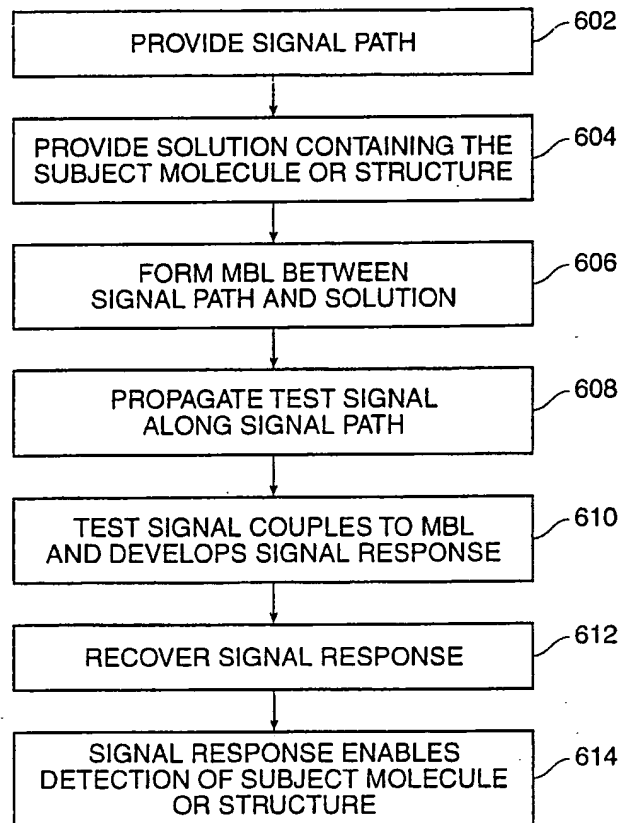 PROVIDE SIGNAL PATH
602
PROVIDE SOLUTION CONTAINING THE
SUBJECT MOLECULE OR STRUCTURE
604
FORM MBL BETWEEN
SIGNAL PATH AND SOLUTION
606
PROPAGATE TEST SIGNAL
ALONG SIGNAL PATH
608
TEST SIGNAL COUPLES TO MBL
AND DEVELOPS SIGNAL RESPONSE
610
RECOVER SIGNAL RESPONSE
612
SIGNAL RESPONSE ENABLES
DETECTION OF SUBJECT MOLECULE
OR STRUCTURE
614